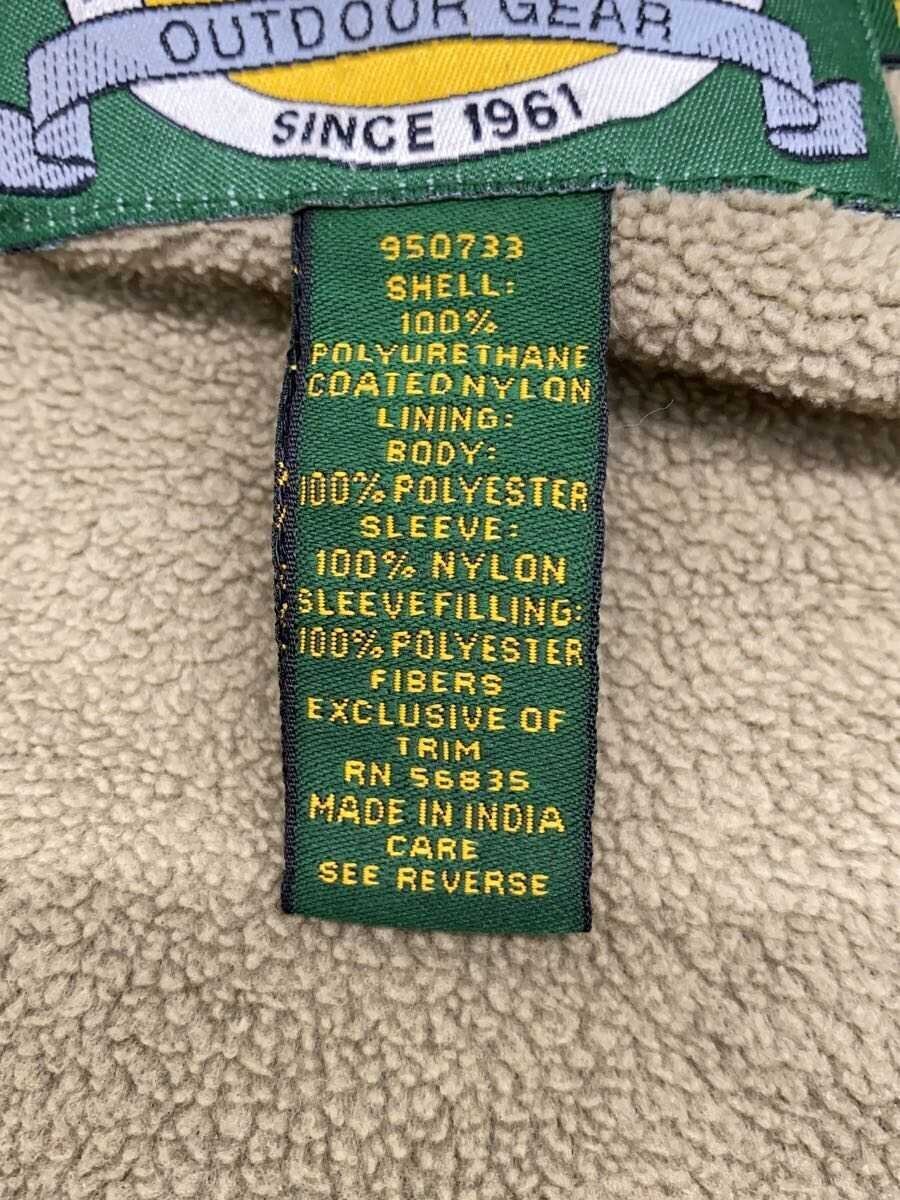 OUTDOOR GEAR
SINCE 1961
950733
SHELL:
100%
POLYURETHANE
COATED NYLON
LINING:
BODY:
100% POLYESTER
SLEEVE:
100% NYLON
SLEEVE FILLING:
100% POLYESTER
FIBERS
EXCLUSIVE OF
TRIM
RN 56835
MADE IN INDIA
CARE
SEE REVERSE